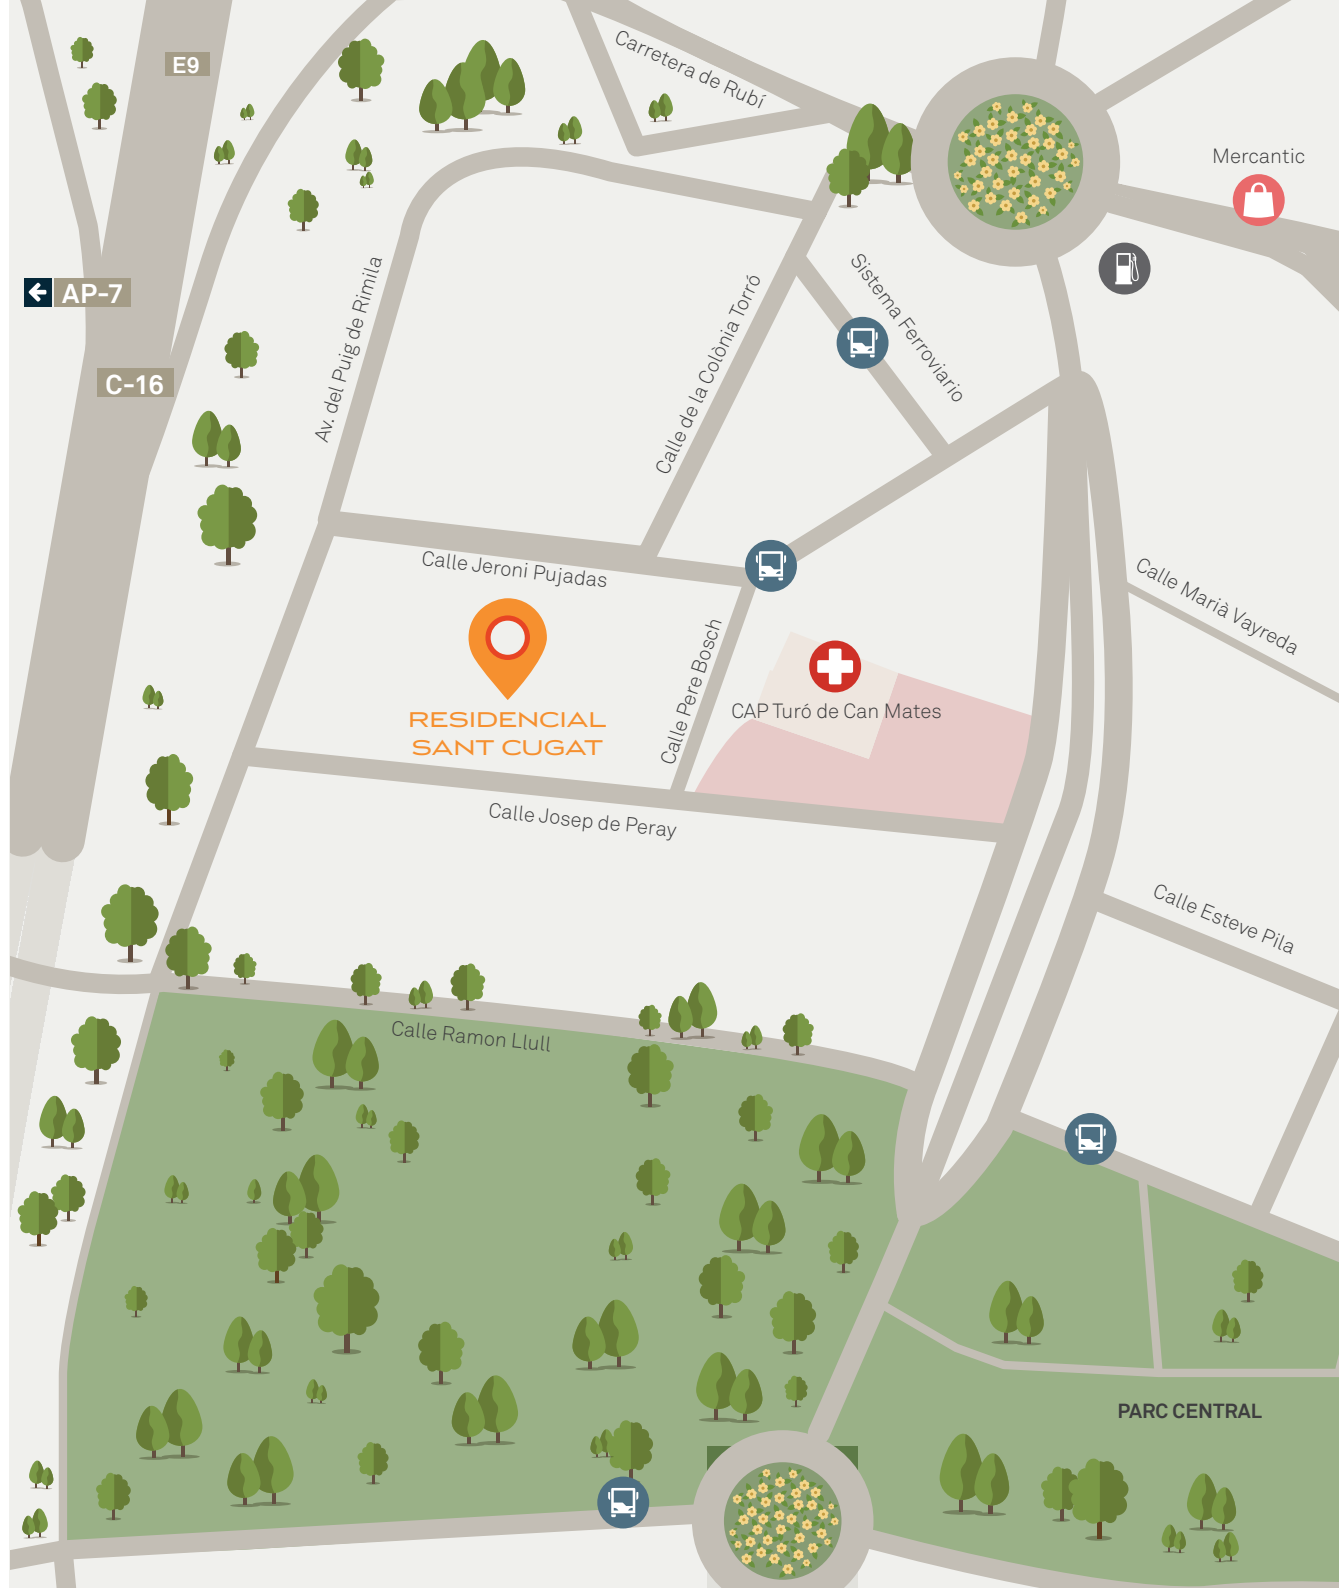 Carretera de Rubí
E9
Mercantic
AP-7
Av. del Puig de Rimila
Calle de la Colònia Torró
Sistema Ferroviario
C-16
Calle Jeroni Pujadas
Calle Marià Vayreda
Calle Pere Bosch
RESIDENCIAL
SANT CUGAT
CAP Turó de Can Mates
Calle Josep de Peray
Calle Esteve Pila
Calle Ramon Llull
PARC CENTRAL